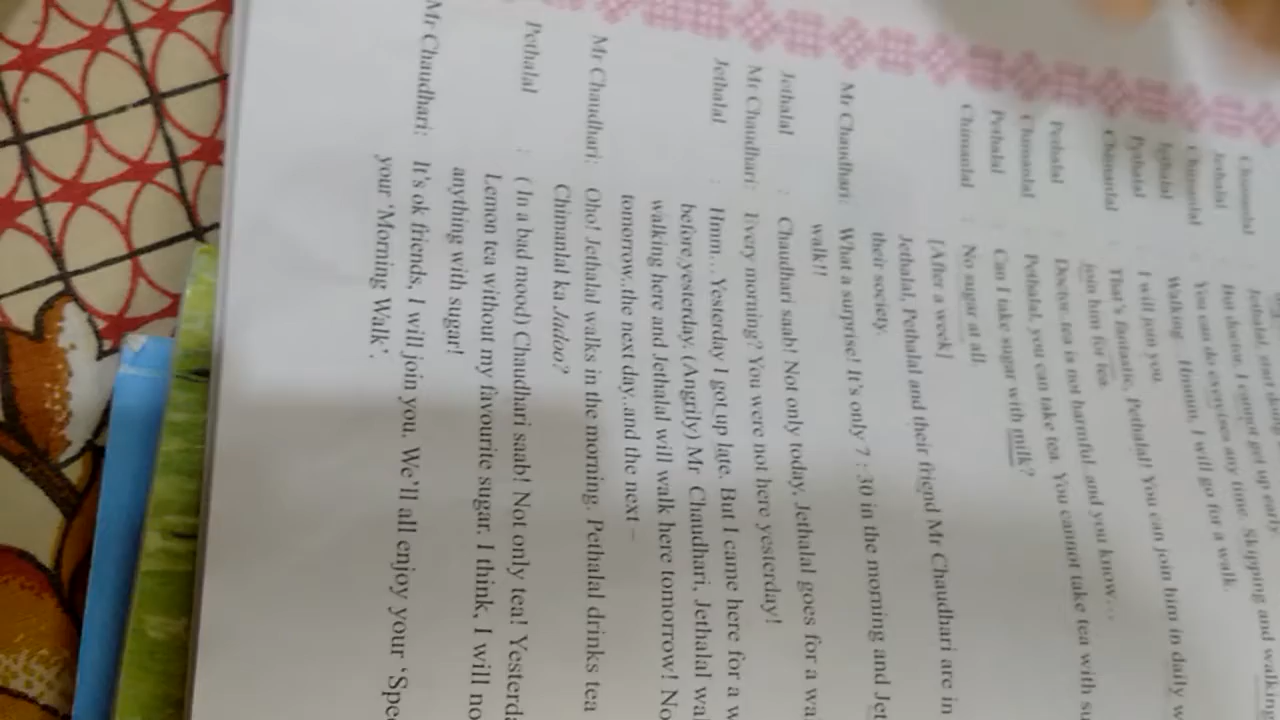 Chimanlal : Jethalal, start doing
Jethalal : But doctor, I cannot get up early.
Chimanlal : You can do exercises any time. Skipping and walking
Jethalal : Walking... Hmmm, I will go for a walk.
Pethalal : I will join you.
Chimanlal : That's fantastic, Pethalal! You can join him in daily
join him for tea.
Pethalal : Doctor, tea is not harmful, and you know...
Chimanlal : Pethalal, you can take tea. You cannot take tea with
Pethalal : Can I take sugar with milk?
Chimanlal : No sugar at all.
[After a week]
Jethalal, Pethalal and their friend Mr Chaudhari are in
their society.
Mr Chaudhari: What a surprise! It's only 7 : 30 in the morning and
walk!!
Jethalal : Chaudhari saab! Not only today, Jethalal goes for a
Mr Chaudhari: Every morning? You were not here yesterday!
Jethalal : Hmm... Yesterday I got up late. But I came here for a
before yesterday. (Angrily) Mr Chaudhari, Jethalal
walking here and Jethalal will walk here tomorrow!
tomorrow..the next day..and the next –
Mr Chaudhari: Oho! Jethalal walks in the morning. Pethalal drinks tea
Chimanlal ka Jadoo?
Pethalal : ( In a bad mood) Chaudhari saab! Not only tea!
Lemon tea without my favourite sugar. I think, I will
anything with sugar!
Mr Chaudhari: It's ok friends, I will join you. We'll all enjoy your
your 'Morning Walk'.